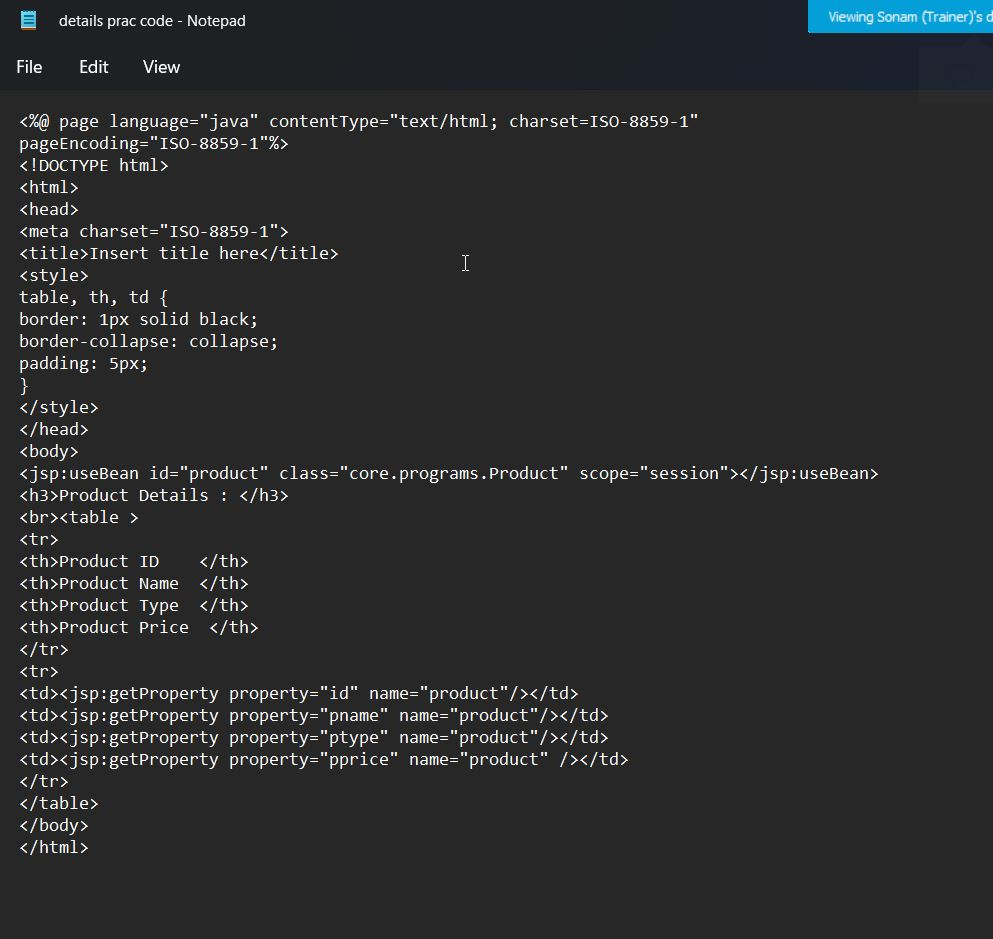 details prac code - Notepad
Viewing Sonam (Trainer)'s
File Edit View
<%@ page language="java" contentType="text/html; charset=ISO-8859-1"
pageEncoding="ISO-8859-1"%>
<!DOCTYPE html>
<html>
<head>
<meta charset="ISO-8859-1">
<title>Insert title here</title>
<style>
table, th, td {
border: 1px solid black;
border-collapse: collapse;
padding: 5px;
}
</style>
</head>
<body>
<jsp:useBean id="product" class="core.programs.Product" scope="session"></jsp:useBean>
<h3>Product Details : </h3>
<br><table >
<tr>
<th>Product ID    </th>
<th>Product Name  </th>
<th>Product Type  </th>
<th>Product Price  </th>
</tr>
<tr>
<td><jsp:getProperty property="id" name="product"/></td>
<td><jsp:getProperty property="pname" name="product"/></td>
<td><jsp:getProperty property="ptype" name="product"/></td>
<td><jsp:getProperty property="pprice" name="product" /></td>
</tr>
</table>
</body>
</html>